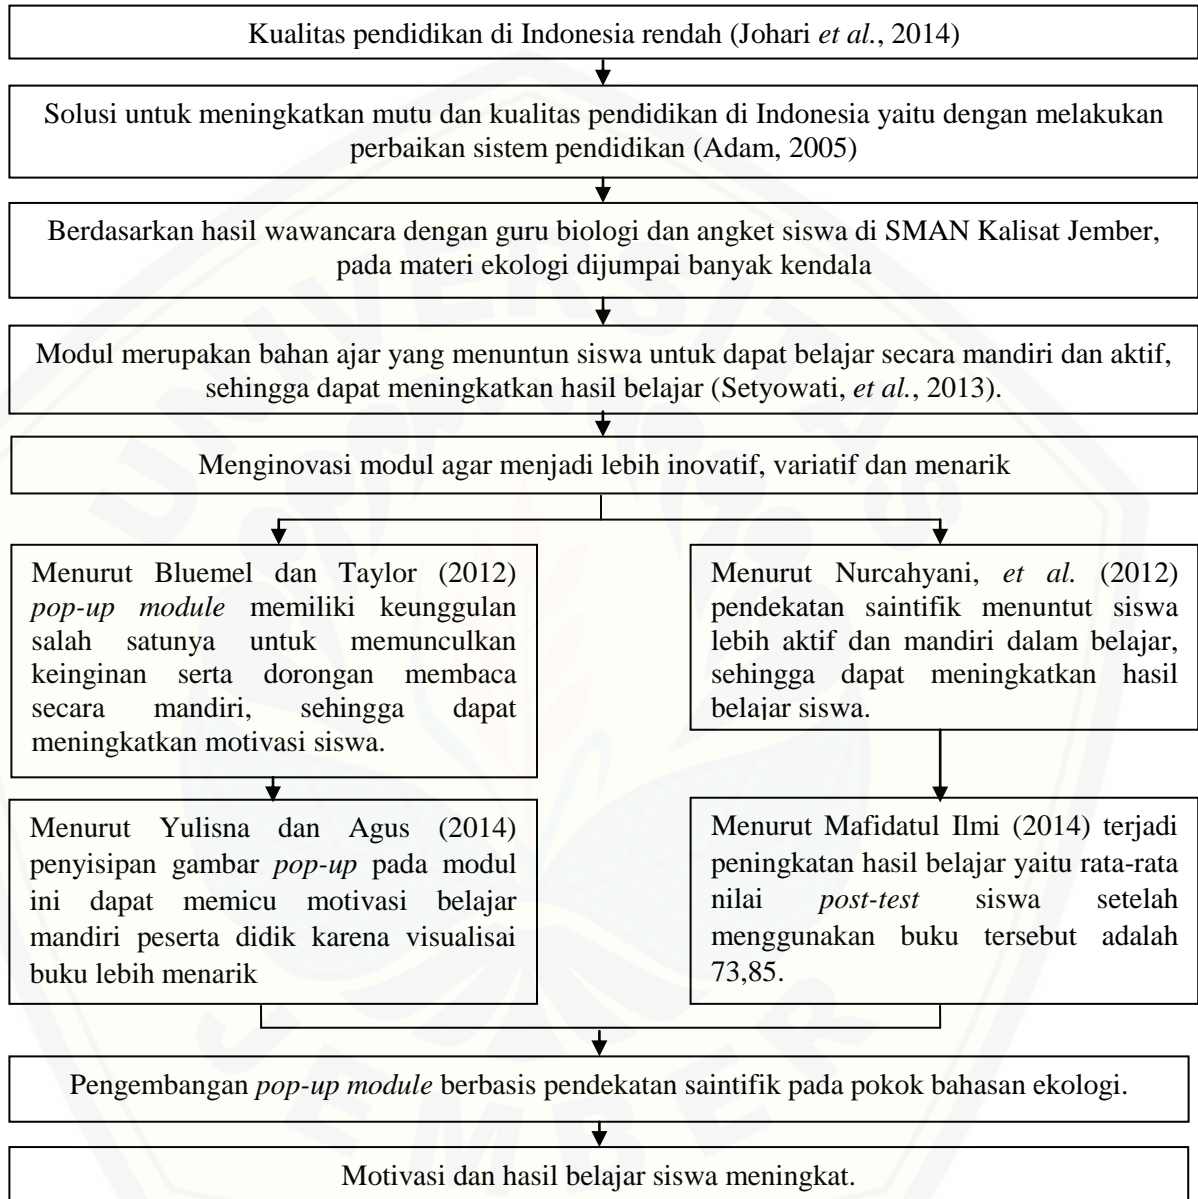 Kualitas pendidikan di Indonesia rendah (Johari et al., 2014)
Solusi untuk meningkatkan mutu dan kualitas pendidikan di Indonesia yaitu dengan melakukan
perbaikan sistem pendidikan (Adam, 2005)
Berdasarkan hasil wawancara dengan guru biologi dan angket siswa di SMAN Kalisat Jember,
pada materi ekologi dijumpai banyak kendala
Modul merupakan bahan ajar yang menuntun siswa untuk dapat belajar secara mandiri dan aktif,
sehingga dapat meningkatkan hasil belajar (Setyowati, et al., 2013).
Menginovasi modul agar menjadi lebih inovatif, variatif dan menarik
Menurut Bluemel dan Taylor (2012)
pop-up module memiliki keunggulan
salah satunya untuk memunculkan
keinginan serta dorongan membaca
secara mandiri, sehingga dapat
meningkatkan motivasi siswa.
Menurut Nurcahyani, et al. (2012)
pendekatan saintifik menuntut siswa
lebih aktif dan mandiri dalam belajar,
sehingga dapat meningkatkan hasil
belajar siswa.
Menurut Yulisna dan Agus (2014)
penyisipan gambar pop-up pada modul
ini dapat memicu motivasi belajar
mandiri peserta didik karena visualisai
buku lebih menarik
Menurut Mafidatul Ilmi (2014) terjadi
peningkatan hasil belajar yaitu rata-rata
nilai post-test siswa setelah
menggunakan buku tersebut adalah
73,85.
Pengembangan pop-up module berbasis pendekatan saintifik pada pokok bahasan ekologi.
Motivasi dan hasil belajar siswa meningkat.
UNIVERSITAS
JEMBER